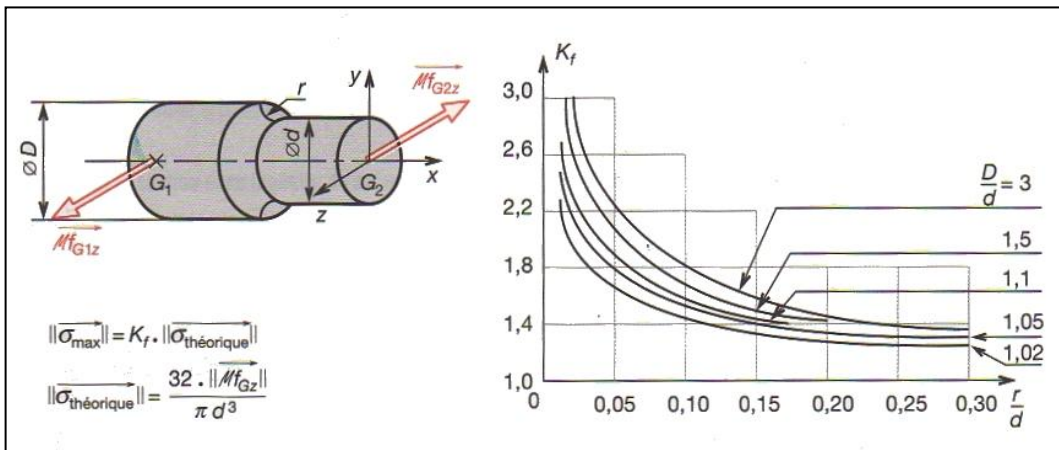 y
r
→Mf_G2z
ØD
Ød
G₁
G₂
x
z
→Mf_G1z
||→σ_max|| = K_f . ||→σ_théorique||
||→σ_théorique|| = 32 . ||→Mf_Gz|| / π d³
K_f
3,0
2,6
2,2
1,8
1,4
1,0
D/d = 3
1,5
1,1
1,05
1,02
0 0,05 0,10 0,15 0,20 0,25 0,30 r/d